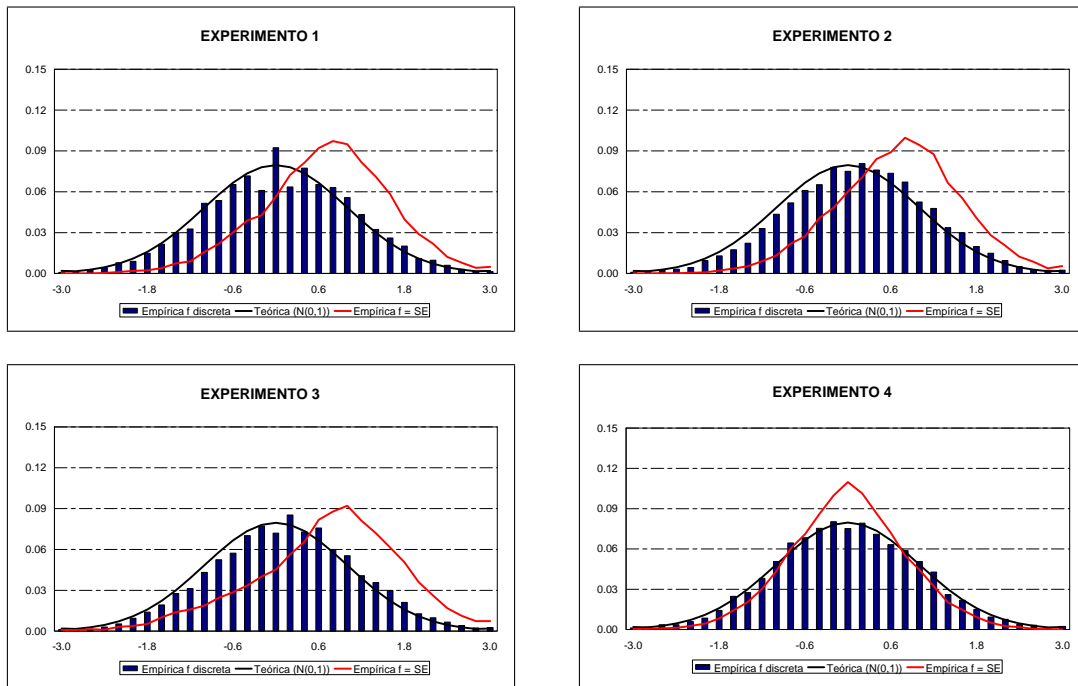 EXPERIMENTO 1
0.15
0.12
0.09
0.06
0.03
0.00
-3.0 -1.8 -0.6 0.6 1.8 3.0
Empírica f discreta Teórica (N(0,1)) Empírica f = SE
EXPERIMENTO 2
0.15
0.12
0.09
0.06
0.03
0.00
-3.0 -1.8 -0.6 0.6 1.8 3.0
Empírica f discreta Teórica (N(0,1)) Empírica f = SE
EXPERIMENTO 3
0.15
0.12
0.09
0.06
0.03
0.00
-3.0 -1.8 -0.6 0.6 1.8 3.0
Empírica f discreta Teórica (N(0,1)) Empírica f = SE
EXPERIMENTO 4
0.15
0.12
0.09
0.06
0.03
0.00
-3.0 -1.8 -0.6 0.6 1.8 3.0
Empírica f discreta Teórica (N(0,1)) Empírica f = SE